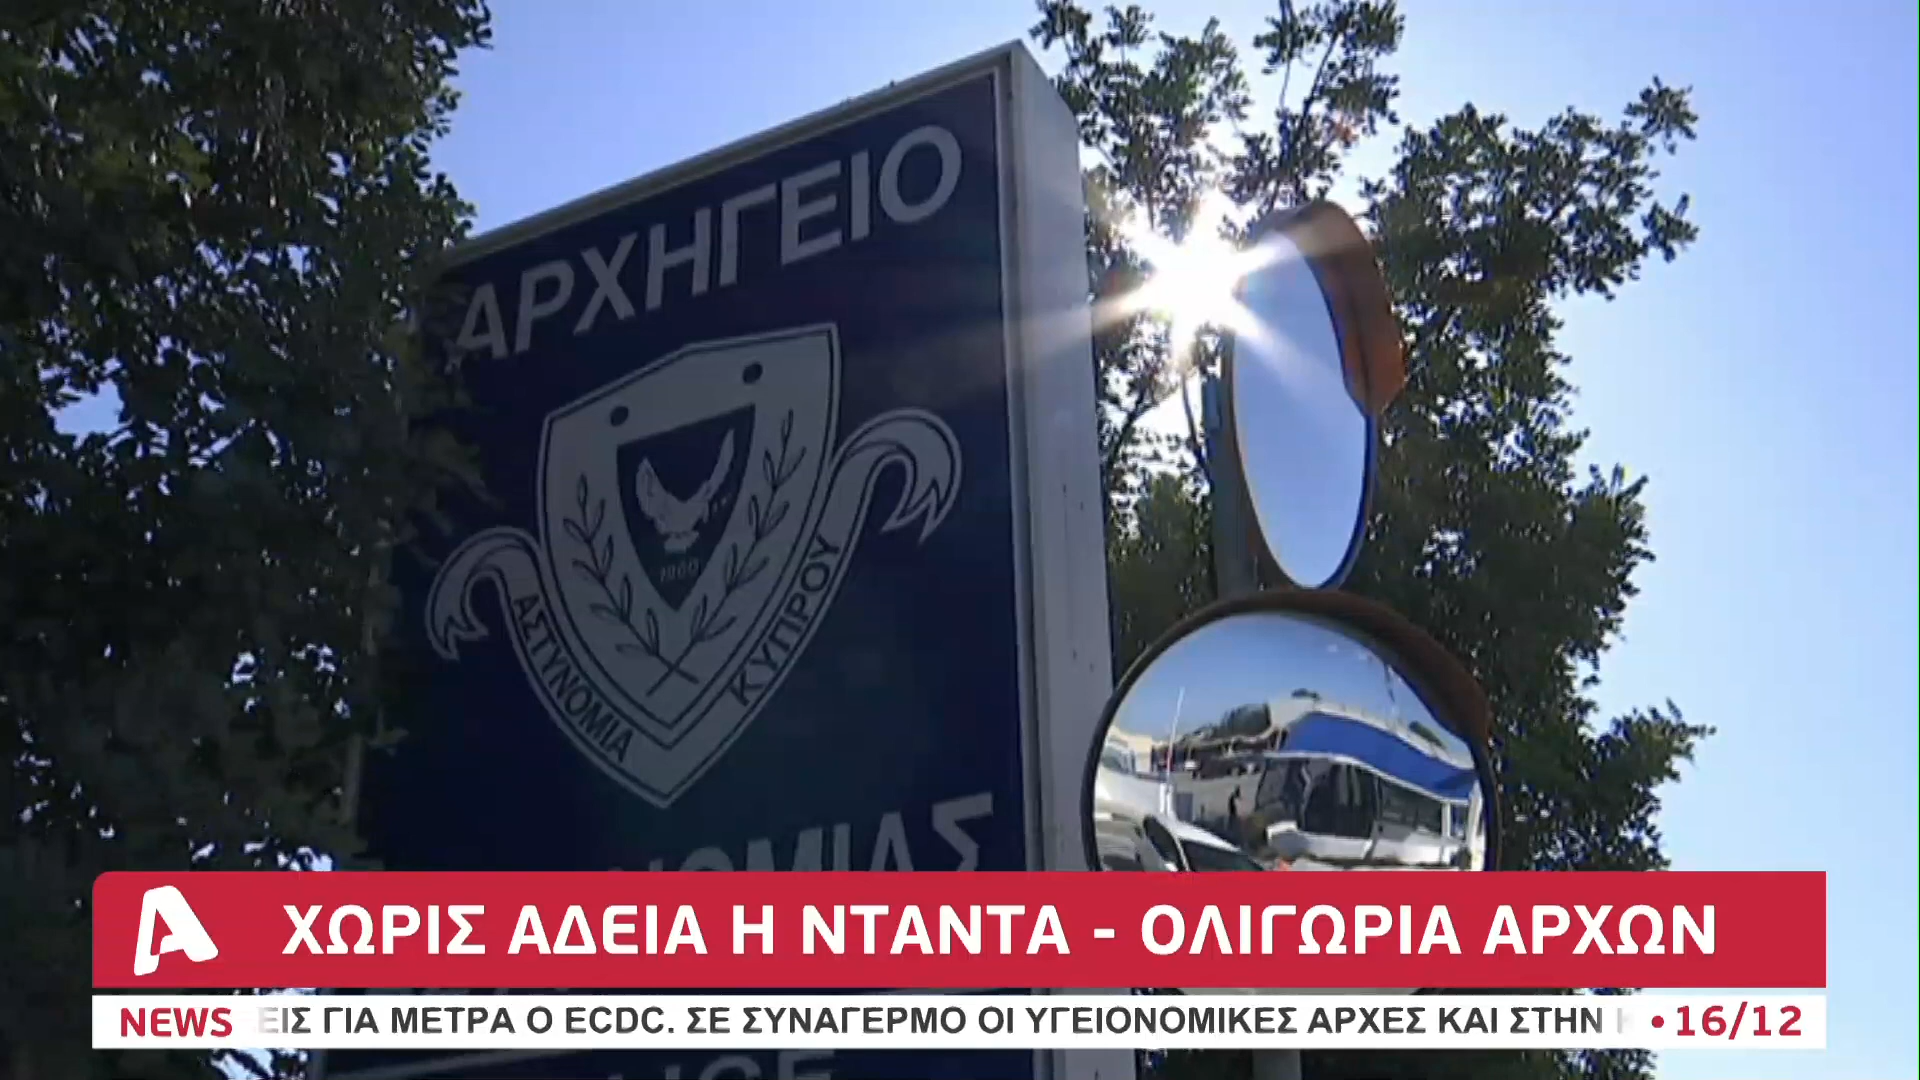 ΑΡΧΗΓΕΙΟ
1960
ΑΣΤΥΝΟΜΙΑ ΚΥΠΡΟΥ
ΧΩΡΙΣ ΑΔΕΙΑ Η ΝΤΑΝΤΑ - ΟΛΙΓΩΡΙΑ ΑΡΧΩΝ
NEWS ΕΙΣ ΓΙΑ ΜΕΤΡΑ Ο ECDC. ΣΕ ΣΥΝΑΓΕΡΜΟ ΟΙ ΥΓΕΙΟΝΟΜΙΚΕΣ ΑΡΧΕΣ ΚΑΙ ΣΤΗΝ • 16/12